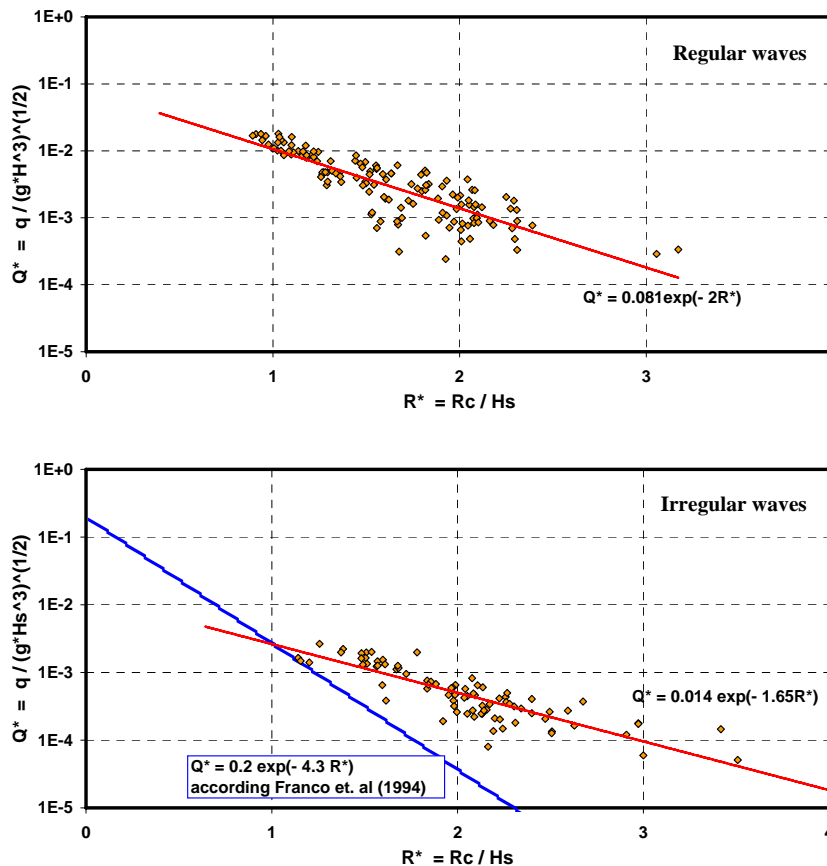 1E+0
Regular waves
1E-1
1E-2
1E-3
1E-4
1E-5
Q* = q / (g*H^3)^(1/2)
Q* = 0.081exp(- 2R*)
0 1 2 3
R* = Rc / Hs
1E+0
Irregular waves
1E-1
1E-2
1E-3
1E-4
1E-5
Q* = q / (g*Hs^3)^(1/2)
Q* = 0.014 exp(- 1.65R*)
Q* = 0.2 exp(- 4.3 R*)
according Franco et. al (1994)
0 1 2 3 4
R* = Rc / Hs